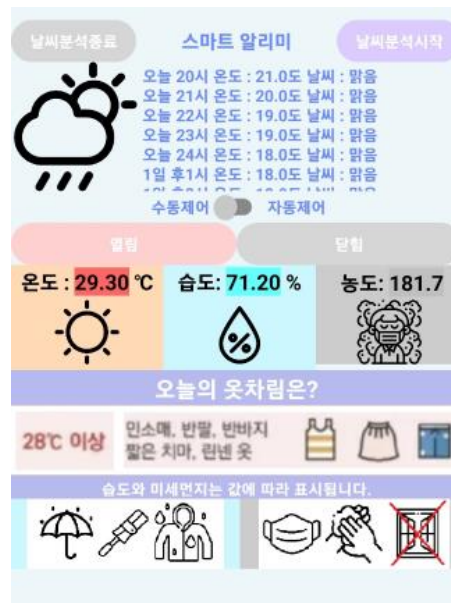 날씨분석종료
스마트 알리미
날씨분석시작
오늘 20시 온도 : 21.0도 날씨 : 맑음
오늘 21시 온도 : 20.0도 날씨 : 맑음
오늘 22시 온도 : 19.0도 날씨 : 맑음
오늘 23시 온도 : 19.0도 날씨 : 맑음
오늘 24시 온도 : 18.0도 날씨 : 맑음
1일 후1시 온도 : 18.0도 날씨 : 맑음
수동제어
자동제어
열림
닫힘
온도 : 29.30 ℃
습도: 71.20 %
농도: 181.7
%
오늘의 옷차림은?
28℃ 이상
민소매, 반팔, 반바지
짧은 치마, 린넨 옷
습도와 미세먼지는 값에 따라 표시됩니다.